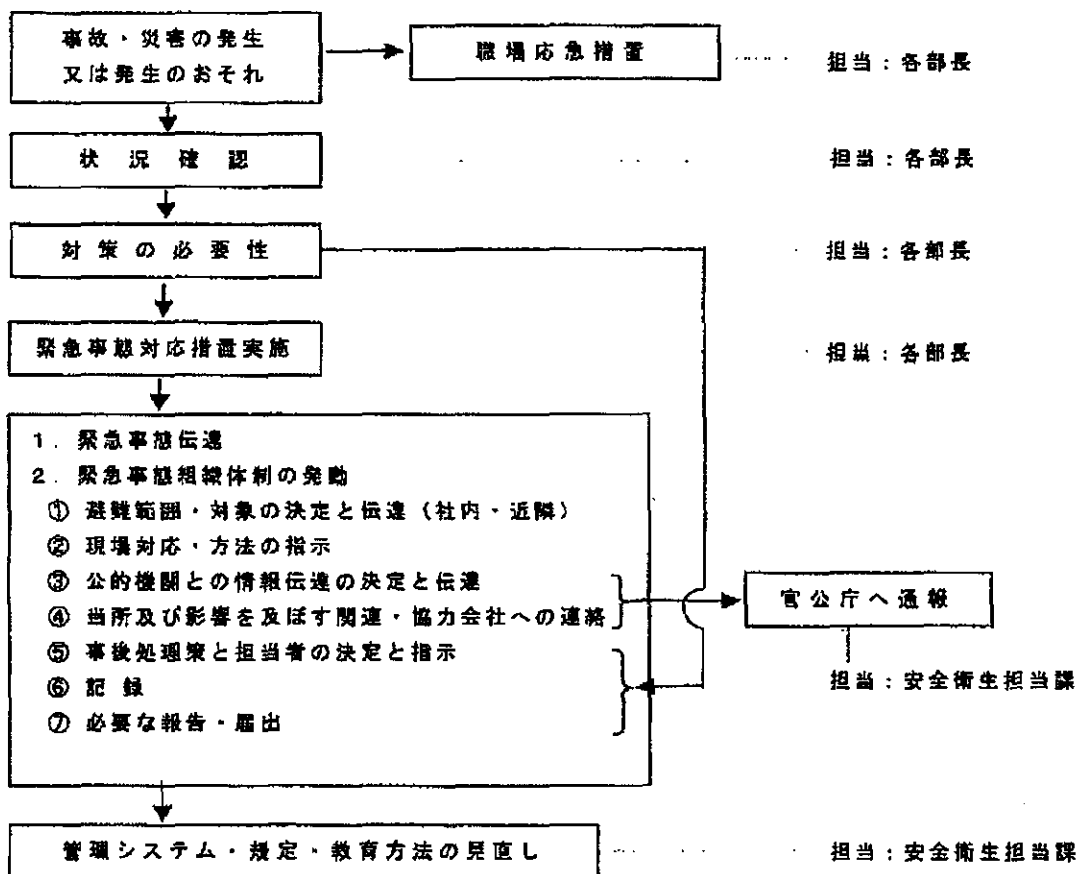 事故・災害の発生
又は発生のおそれ
職場応急措置
担当：各部長
状況確認
担当：各部長
対策の必要性
担当：各部長
緊急事態対応措置実施
担当：各部長
1．緊急事態伝達
2．緊急事態組織体制の発動
① 避難範囲・対象の決定と伝達（社内・近隣）
② 現場対応・方法の指示
③ 公的機関との情報伝達の決定と伝達
④ 当所及び影響を及ぼす関連・協力会社への連絡
官公庁へ通報
⑤ 事後処理策と担当者の決定と指示
担当：安全衛生担当課
⑥ 記録
⑦ 必要な報告・届出
管理システム・規定・教育方法の見直し
担当：安全衛生担当課